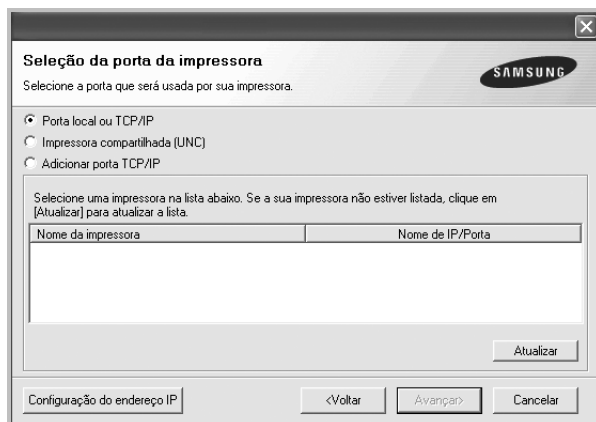 Seleção da porta da impressora
Selecione a porta que será usada por sua impressora.
SAMSUNG
Porta local ou TCP/IP
Impressora compartilhada (UNC)
Adicionar porta TCP/IP
Selecione uma impressora na lista abaixo. Se a sua impressora não estiver listada, clique em
[Atualizar] para atualizar a lista.
Nome da impressora Nome de IP/Porta
Atualizar
Configuração do endereço IP <Voltar Avançar> Cancelar